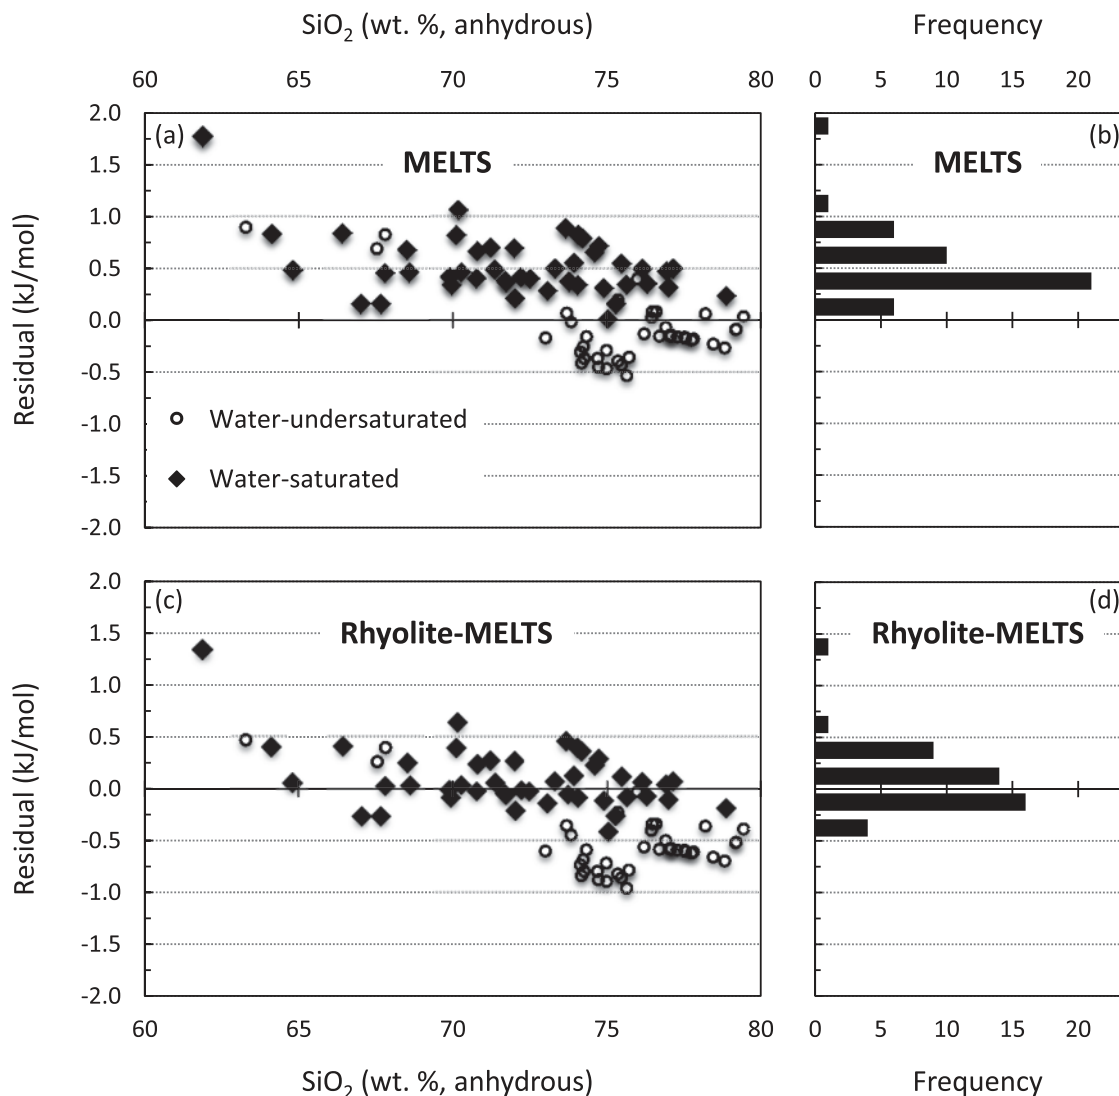 SiO2 (wt. %, anhydrous) Frequency
60 65 70 75 80 0 5 10 15 20
2.0 (a) (b)
1.5 MELTS MELTS
1.0
0.5
0.0
-0.5
-1.0 Water-undersaturated
-1.5 Water-saturated
-2.0
Residual (kJ/mol)
2.0 (c) (d)
1.5 Rhyolite-MELTS Rhyolite-MELTS
1.0
0.5
0.0
-0.5
-1.0
-1.5
-2.0
Residual (kJ/mol)
60 65 70 75 80 0 5 10 15 20
SiO2 (wt. %, anhydrous) Frequency